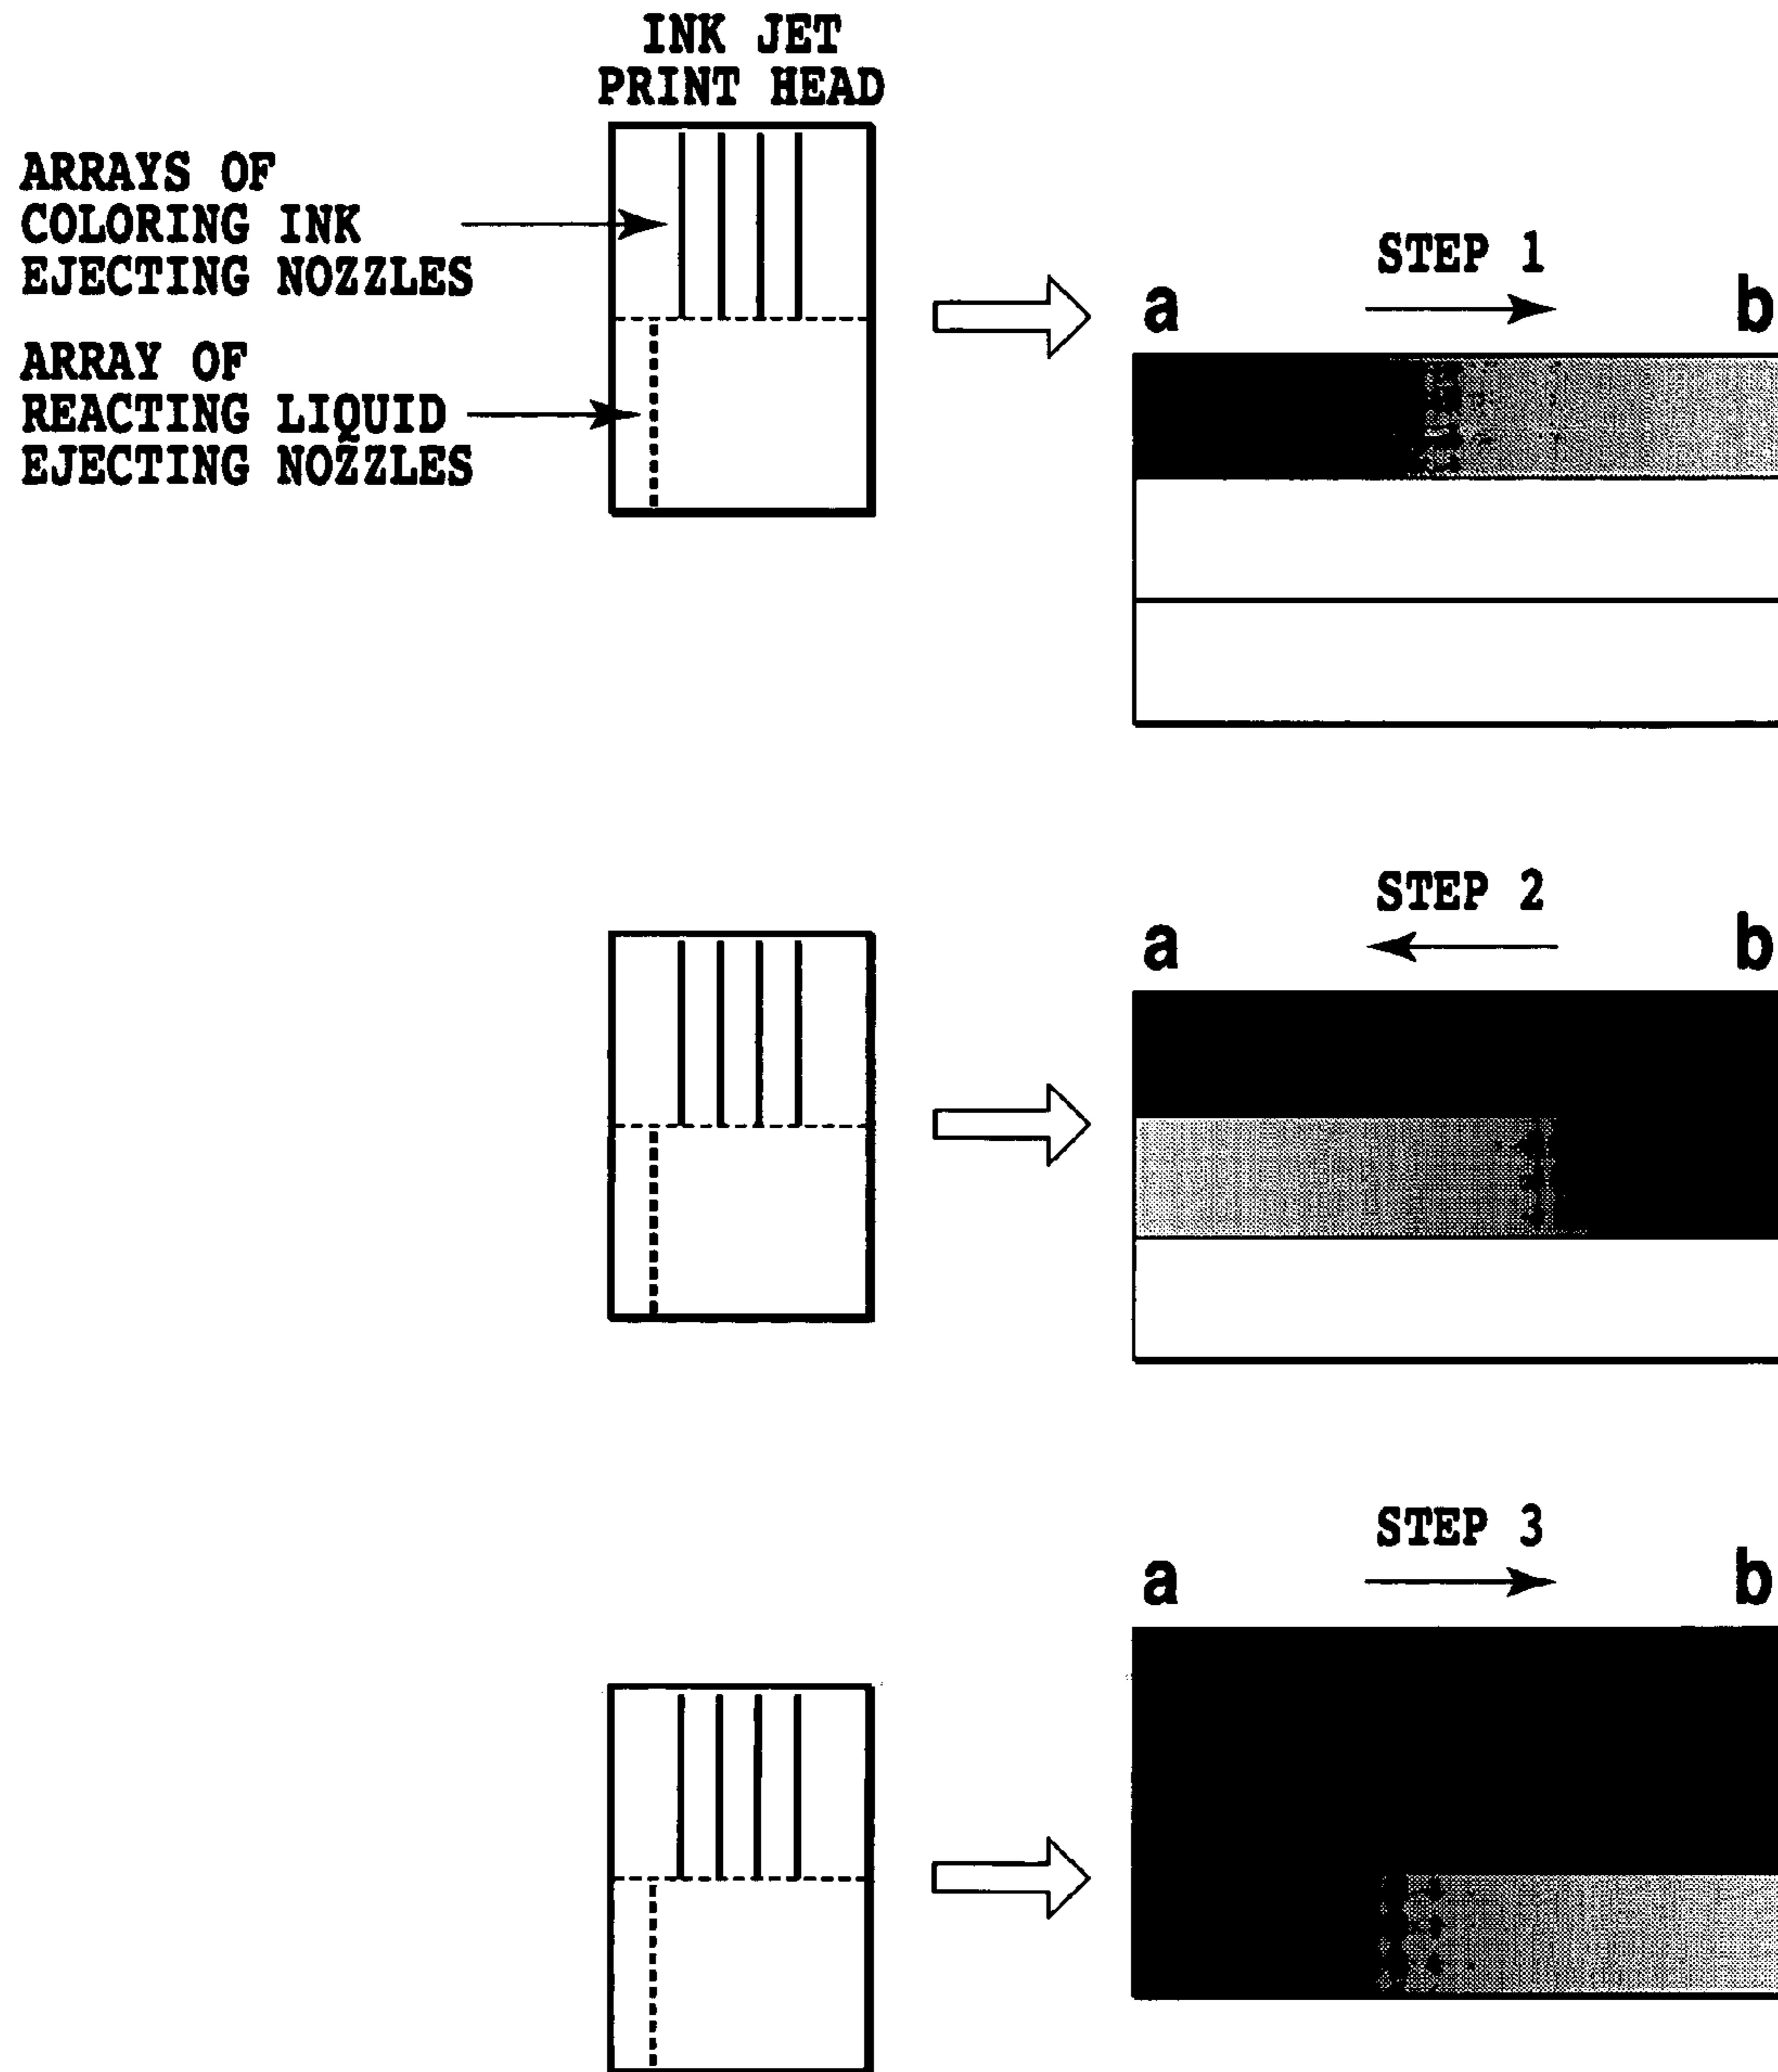 INK JET
PRINT HEAD
ARRAYS OF
COLORING INK
EJECTING NOZZLES
ARRAY OF
REACTING LIQUID
EJECTING NOZZLES
STEP 1
a b
STEP 2
a b
STEP 3
a b